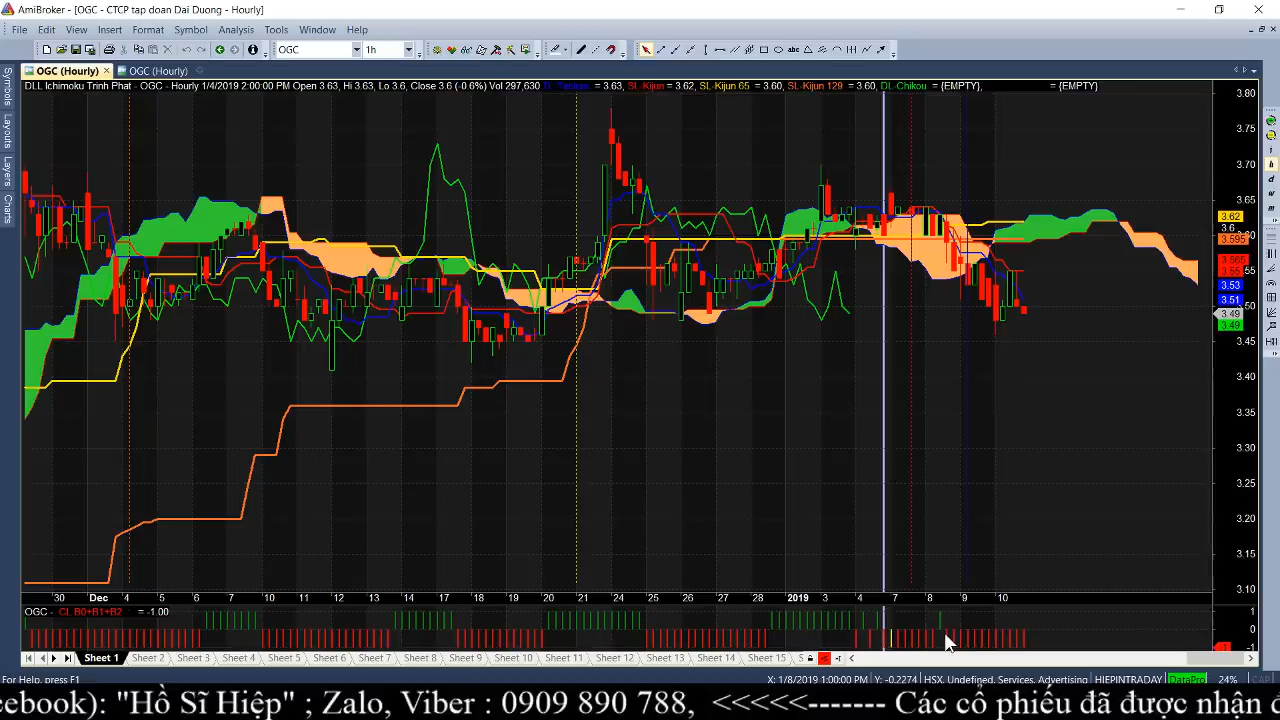 AmiBroker - [OGC - CTCP tap doan Dai Duong - Hourly]
File Edit View Insert Format Symbol Analysis Tools Window Help
OGC 1h
OGC (Hourly) OGC (Hourly)
DLL Ichimoku Trinh Phat - OGC - Hourly 1/4/2019 2:00:00 PM Open 3.63, Hi 3.63, Lo 3.6, Close 3.6 (-0.6%) Vol 297,630 = 3.63, SL-Kijun = 3.62, SL-Kijun 65 = 3.60, SL-Kijun 129 = 3.60, DL-Chikou = {EMPTY}, = {EMPTY}
Symbols
Layouts
Layers
Charts
3.80
3.75
3.70
3.65
3.62
3.6
3.595
3.565
3.55
3.53
3.51
3.49
3.49
3.45
3.40
3.35
3.30
3.25
3.20
3.15
3.10
30 Dec 4 5 6 7 10 11 12 13 14 17 18 19 20 21 24 25 26 27 28 2019 3 4 7 8 9 10
OGC - CL B0+B1+B2 = -1.00
1
0
-1
Sheet 1 Sheet 2 Sheet 3 Sheet 4 Sheet 5 Sheet 6 Sheet 7 Sheet 8 Sheet 9 Sheet 10 Sheet 11 Sheet 12 Sheet 13 Sheet 14 Sheet 15 S
For Help, press F1 X: 1/8/2019 1:00:00 PM Y: -0.2274 HSX, Undefined, Services, Advertising HIEPINTRADAY DataPro 24% CAP
cebook): "Hồ Sĩ Hiệp" ; Zalo, Viber : 0909 890 788, <<<<<------- Các cổ phiếu đã được nhận d